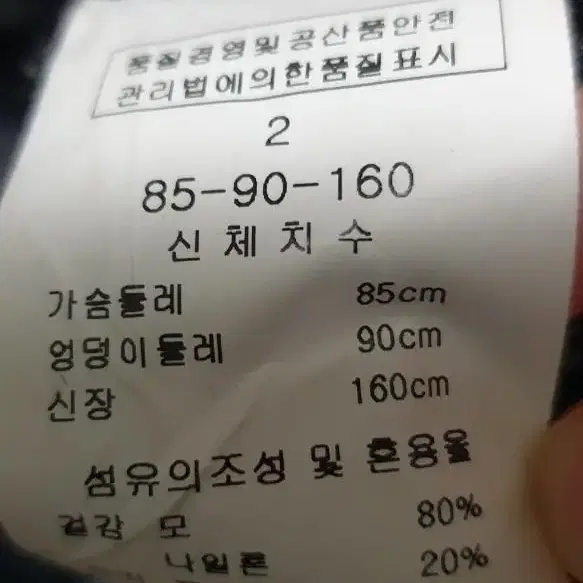 품질경영및공산품안전
관리법에의한품질표시
2
85-90-160
신체치수
가슴둘레 85cm
엉덩이둘레 90cm
신장 160cm
섬유의조성 및 혼용율
겉감 모 80%
나일론 20%